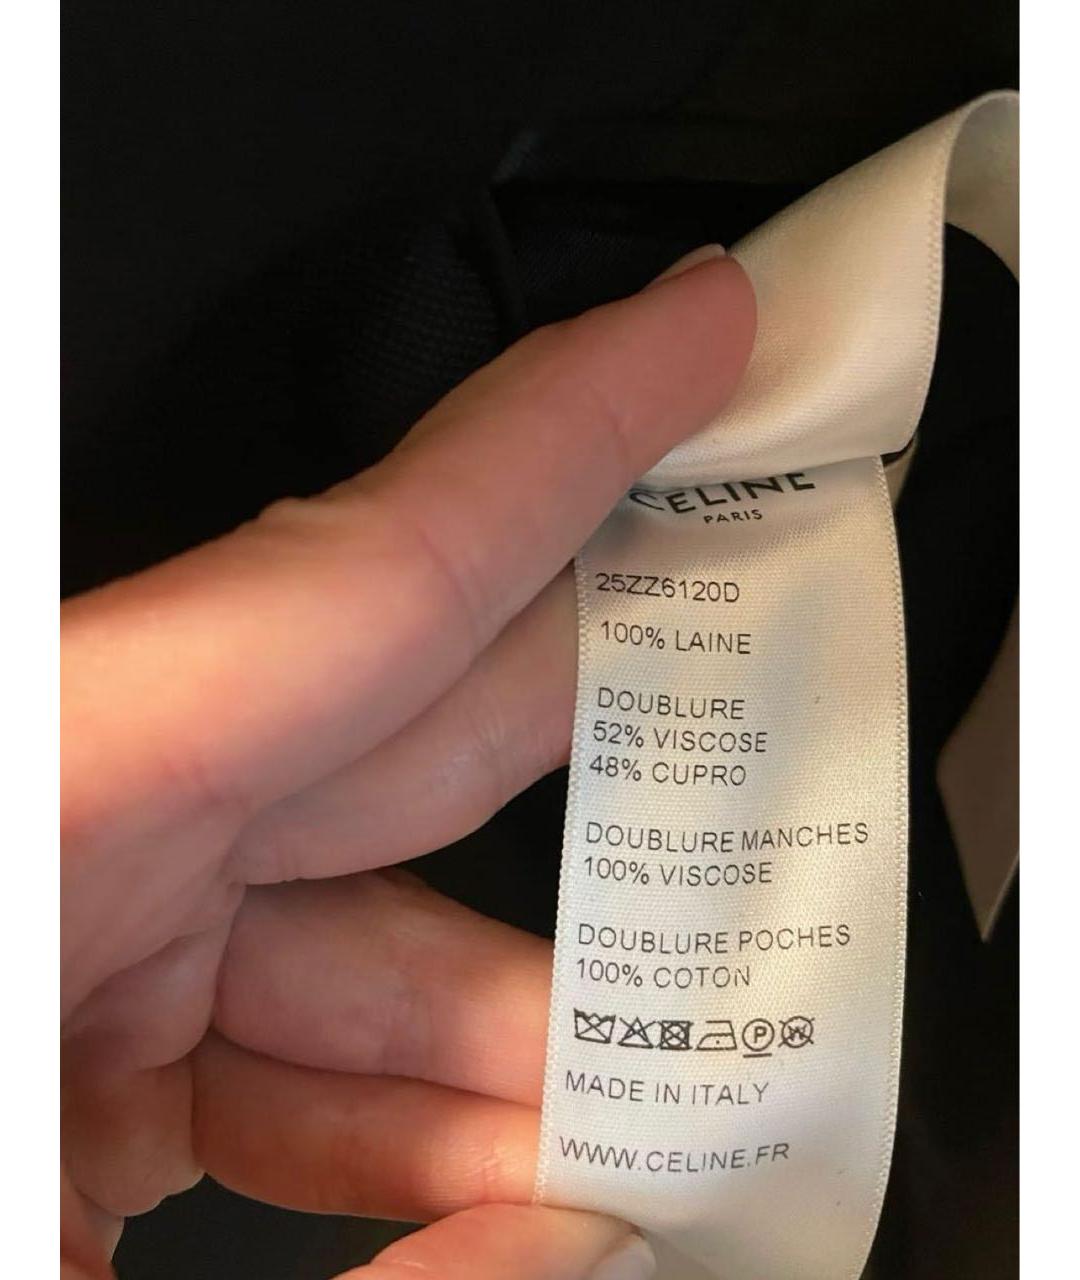 CELINE
PARIS
25ZZ6120D
100% LAINE
DOUBLURE
52% VISCOSE
48% CUPRO
DOUBLURE MANCHES
100% VISCOSE
DOUBLURE POCHES
100% COTON
P W
MADE IN ITALY
WWW.CELINE.FR